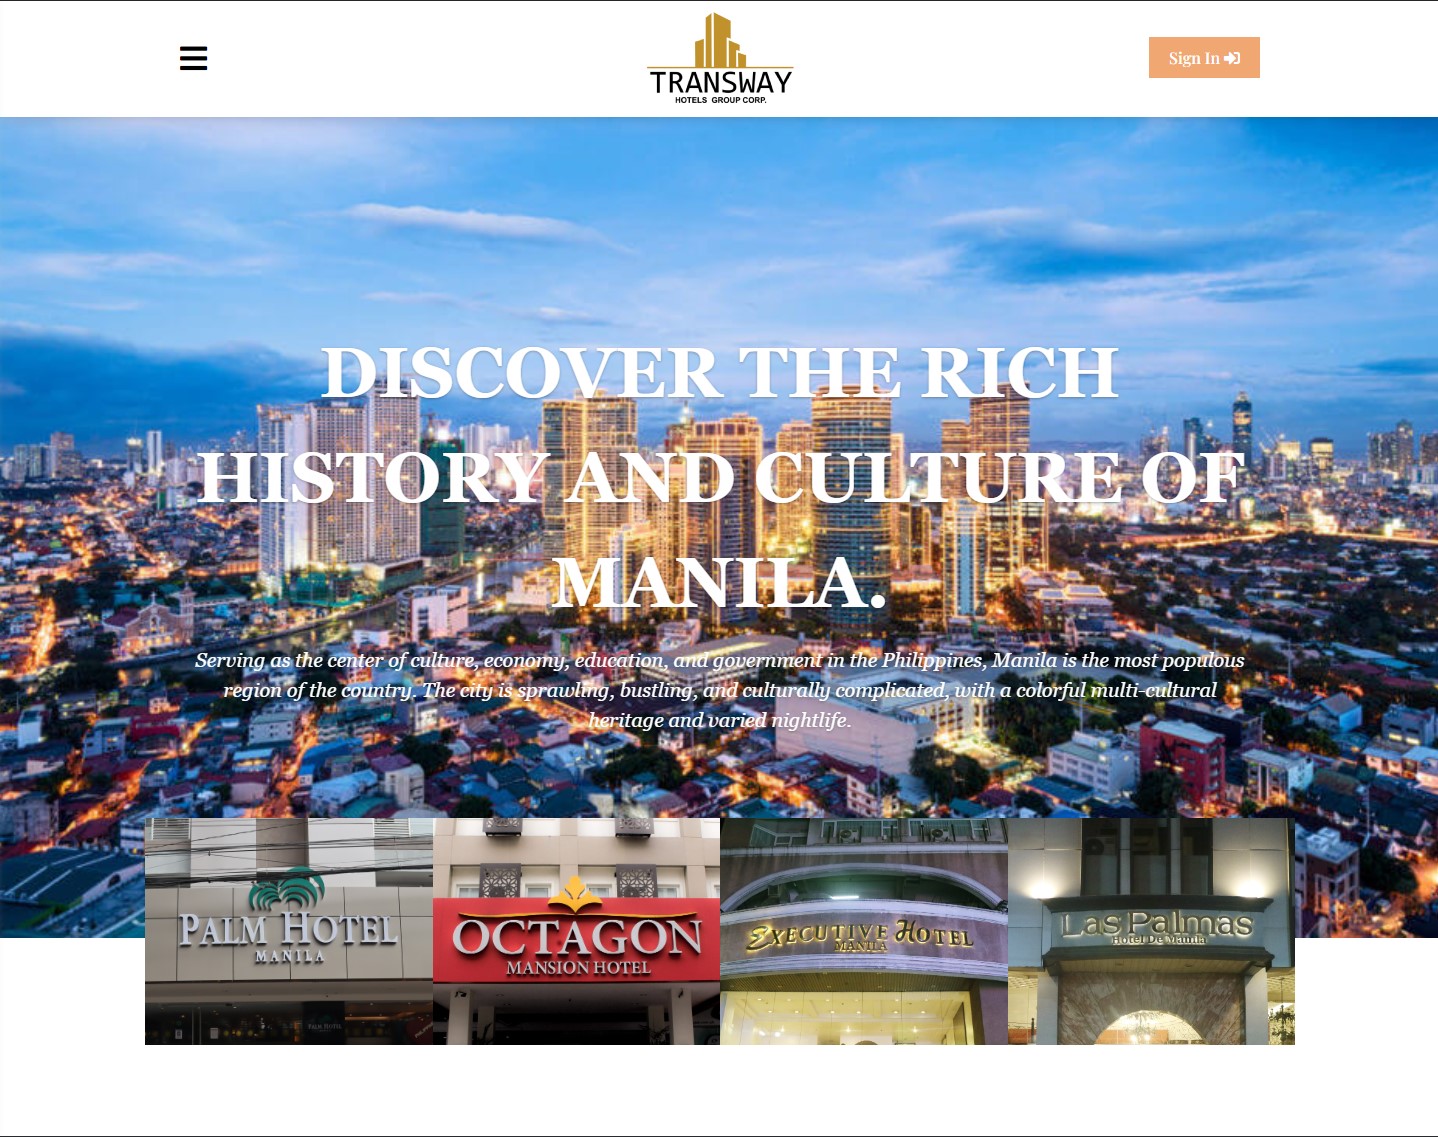 TRANSWAY
HOTELS GROUP CORP.
Sign In
DISCOVER THE RICH
HISTORY AND CULTURE OF
MANILA.
Serving as the center of culture, economy, education, and government in the Philippines, Manila is the most populous
region of the country. The city is sprawling, bustling, and culturally complicated, with a colorful multi-cultural
heritage and varied nightlife.
PALM HOTEL
MANILA
PALM HOTEL
OCTAGON
MANSION HOTEL
EXECUTIVE HOTEL
MANILA
Las Palmas
Hotel De Manila